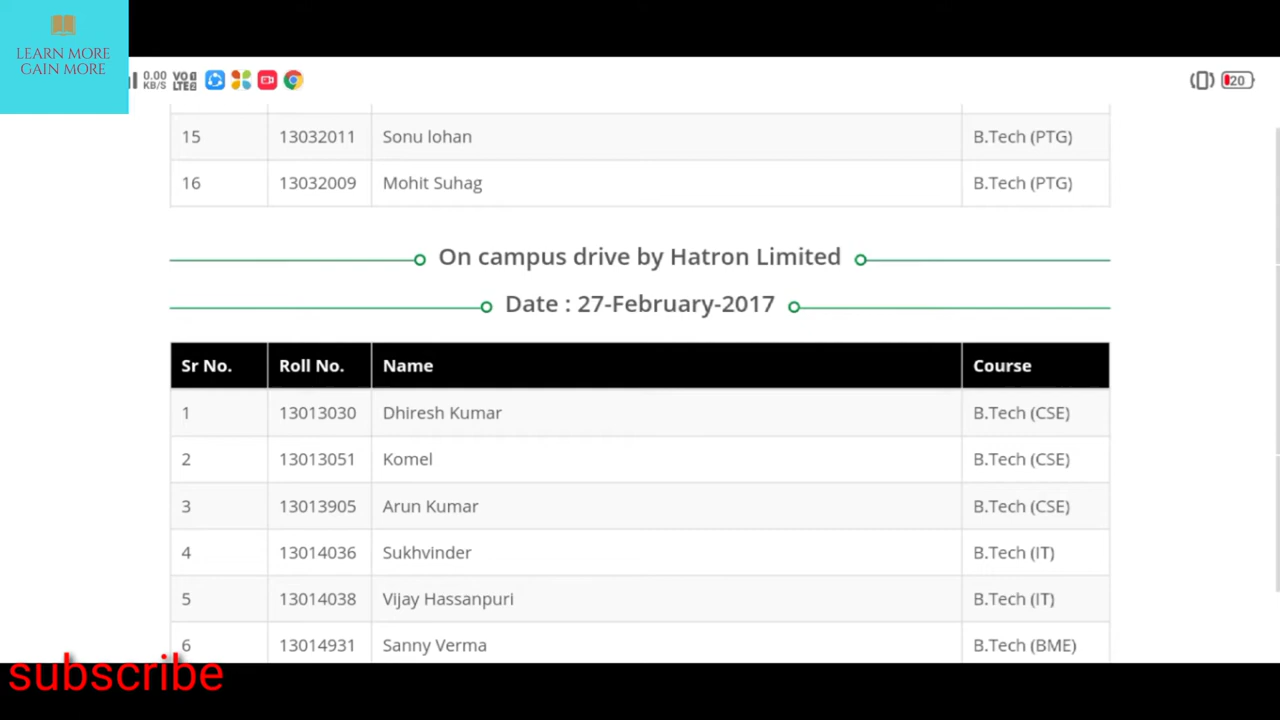 LEARN MORE
GAIN MORE
0.00 KB/S VO LTE2 20
15 13032011 Sonu lohan B.Tech (PTG)
16 13032009 Mohit Suhag B.Tech (PTG)
On campus drive by Hatron Limited
Date : 27-February-2017
Sr No. Roll No. Name Course
1 13013030 Dhiresh Kumar B.Tech (CSE)
2 13013051 Komel B.Tech (CSE)
3 13013905 Arun Kumar B.Tech (CSE)
4 13014036 Sukhvinder B.Tech (IT)
5 13014038 Vijay Hassanpuri B.Tech (IT)
6 13014931 Sanny Verma B.Tech (BME)
subscribe